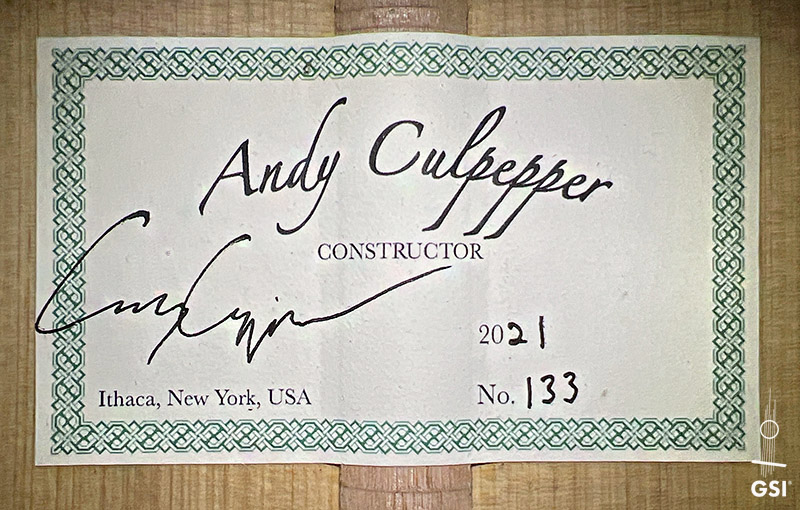 Andy Culpepper
CONSTRUCTOR
2021
Ithaca, New York, USA
No. 133
GSI